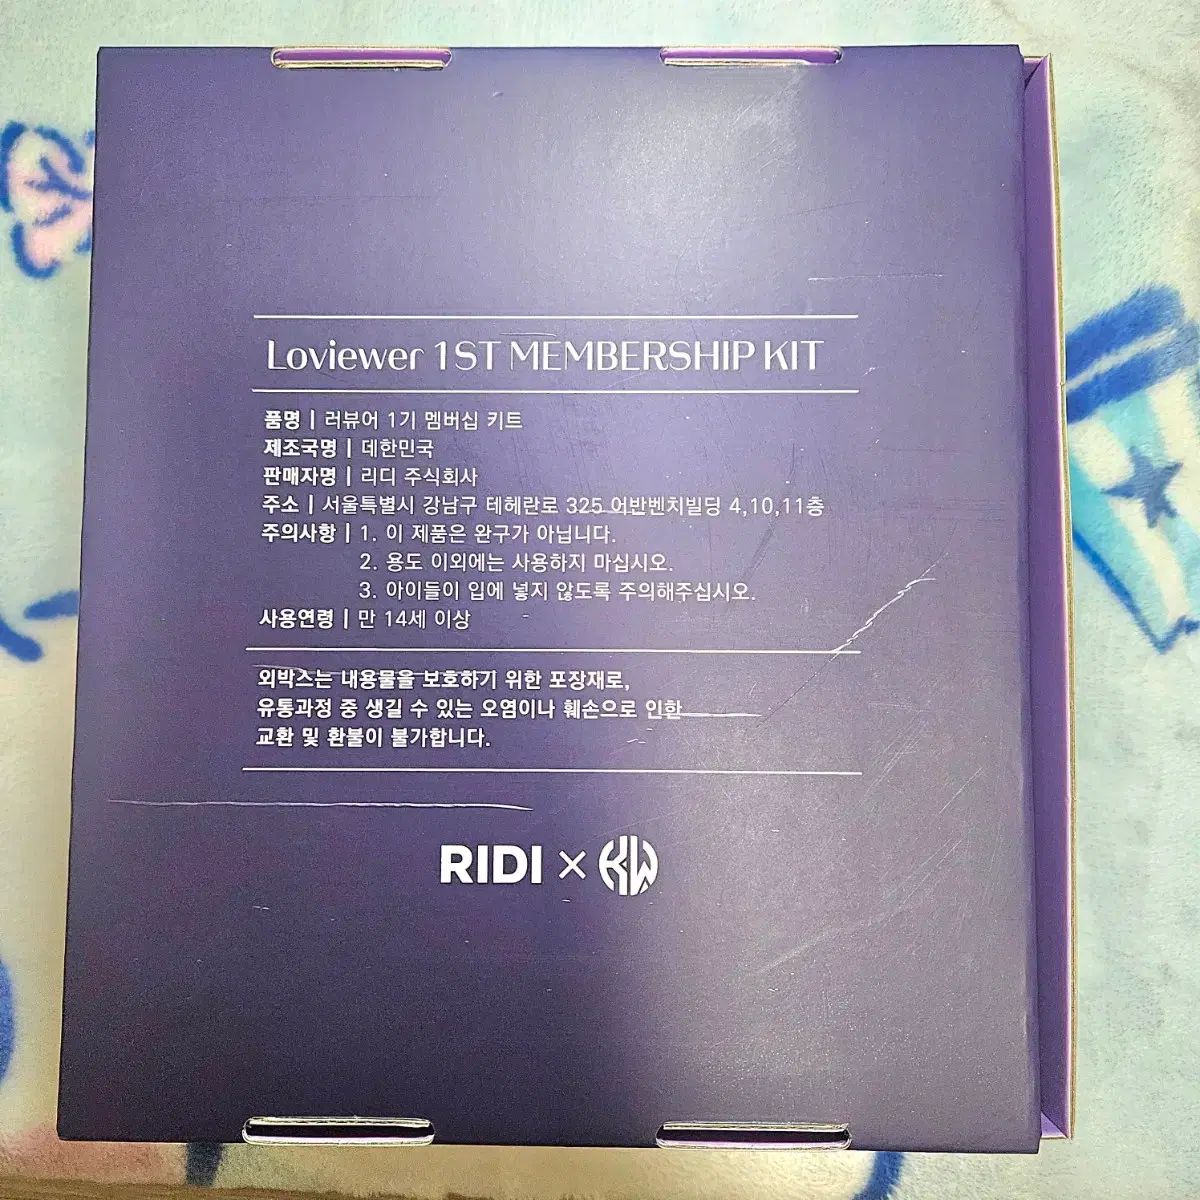 Loviewer 1ST MEMBERSHIP KIT
품명 | 러뷰어 1기 멤버십 키트
제조국명 | 데한민국
판매자명 | 리디 주식회사
주소 | 서울특별시 강남구 테헤란로 325 어반벤치빌딩 4,10,11층
주의사항 | 1. 이 제품은 완구가 아닙니다.
2. 용도 이외에는 사용하지 마십시오.
3. 아이들이 입에 넣지 않도록 주의해주십시오.
사용연령 | 만 14세 이상
외박스는 내용물을 보호하기 위한 포장재로,
유통과정 중 생길 수 있는 오염이나 훼손으로 인한
교환 및 환불이 불가합니다.
RIDI × KW